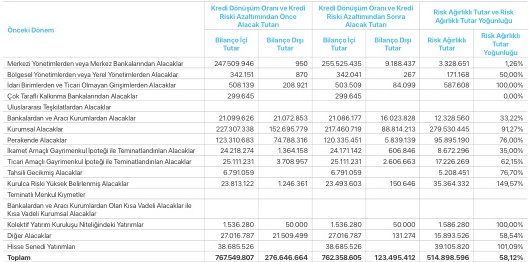 Önceki Dönem
Kredi Dönüşüm Oranı ve Kredi Riski Azaltımından Önce Alacak Tutarı
Kredi Dönüşüm Oranı ve Kredi Riski Azaltımından Sonra Alacak Tutarı
Risk Ağırlıklı Tutar ve Risk Ağırlıklı Tutar Yoğunluğu
Bilanço İçi Tutar Bilanço Dışı Tutar Bilanço İçi Tutar Bilanço Dışı Tutar Risk Ağırlıklı Tutar Risk Ağırlıklı Tutar Yoğunluğu
Merkezi Yönetimlerden veya Merkez Bankalarından Alacaklar 247.509.946 950 255.525.435 9.188.437 3.328.651 1,26%
Bölgesel Yönetimlerden veya Yerel Yönetimlerden Alacaklar 342.151 870 342.041 267 171.168 50,00%
İdari Birimlerden ve Ticari Olmayan Girişimlerden Alacaklar 508.139 208.921 503.509 84.099 587.608 100,00%
Çok Taraflı Kalkınma Bankalarından Alacaklar 299.645 299.645 0,00%
Uluslararası Teşkilatlardan Alacaklar
Bankalardan ve Aracı Kurumlardan Alacaklar 21.099.626 21.072.853 21.086.177 16.023.828 12.328.560 33,22%
Kurumsal Alacaklar 227.307.338 152.695.779 217.460.719 88.814.213 279.530.445 91,27%
Perakende Alacaklar 123.310.683 74.788.316 120.335.451 5.839.139 95.895.190 76,00%
İkamet Amaçlı Gayrimenkul İpoteği ile Teminatlandırılan Alacaklar 24.218.274 1.364.158 24.171.142 606.894 8.672.696 35,00%
Ticari Amaçlı Gayrimenkul İpoteği ile Teminatlandırılan Alacaklar 25.111.231 3.708.957 25.111.231 2.606.663 17.226.269 62,15%
Tahsili Gecikmiş Alacaklar 6.791.059 6.791.059 5.208.451 76,70%
Kurulca Riski Yüksek Belirlenmiş Alacaklar 23.813.122 1.246.361 23.493.603 150.646 35.364.332 149,57%
Teminatlı Menkul Kıymetler
Bankalardan ve Aracı Kurumlardan Olan Kısa Vadeli Alacaklar ile
Kısa Vadeli Kurumsal Alacaklar
Kolektif Yatırım Kuruluşu Niteliğindeki Yatırımlar 1.536.280 50.000 1.536.280 50.000 1.586.280 100,00%
Diğer Alacaklar 27.016.787 21.509.499 27.016.787 131.274 15.893.526 58,54%
Hisse Senedi Yatırımları 38.685.526 38.685.526 39.105.820 101,09%
Toplam 767.549.807 276.646.664 762.358.605 123.495.412 514.898.596 58,12%